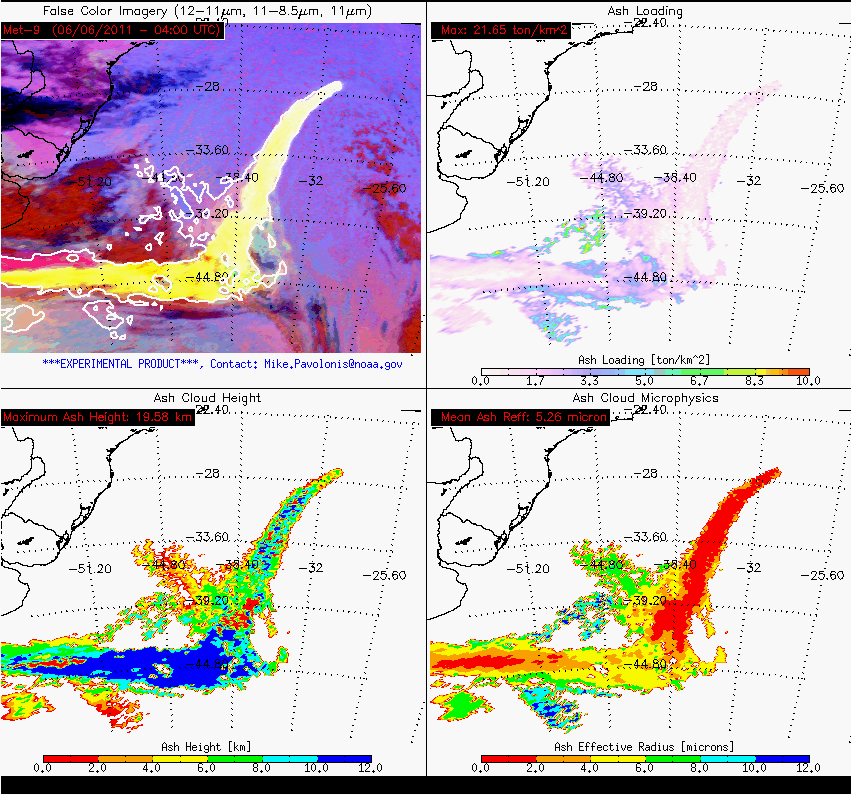 False Color Imagery (12-11μm, 11-8.5μm, 11μm)
Met-9 (06/06/2011 - 04:00 UTC)
-28
-33.60
-51.20
-38.40
-32
-25.60
-39.20
-44.80
***EXPERIMENTAL PRODUCT***, Contact: Mike.Pavolonis@noaa.gov
Ash Loading
-22.40
Max: 21.65 ton/km^2
-28
-33.60
-51.20
-44.80
-38.40
-32
-25.60
-39.20
-44.80
Ash Loading [ton/km^2]
0.0 1.7 3.3 5.0 6.7 8.3 10.0
Ash Cloud Height
-22.40
Maximum Ash Height: 19.58 km
-28
-33.60
-51.20
-44.80
-38.40
-32
-25.60
-39.20
-44.80
Ash Height [km]
0.0 2.0 4.0 6.0 8.0 10.0 12.0
Ash Cloud Microphysics
-22.40
Mean Ash Reff: 5.26 micron
-28
-33.60
-51.20
-44.80
-38.40
-32
-25.60
-39.20
-44.80
Ash Effective Radius [microns]
0.0 2.0 4.0 6.0 8.0 10.0 12.0